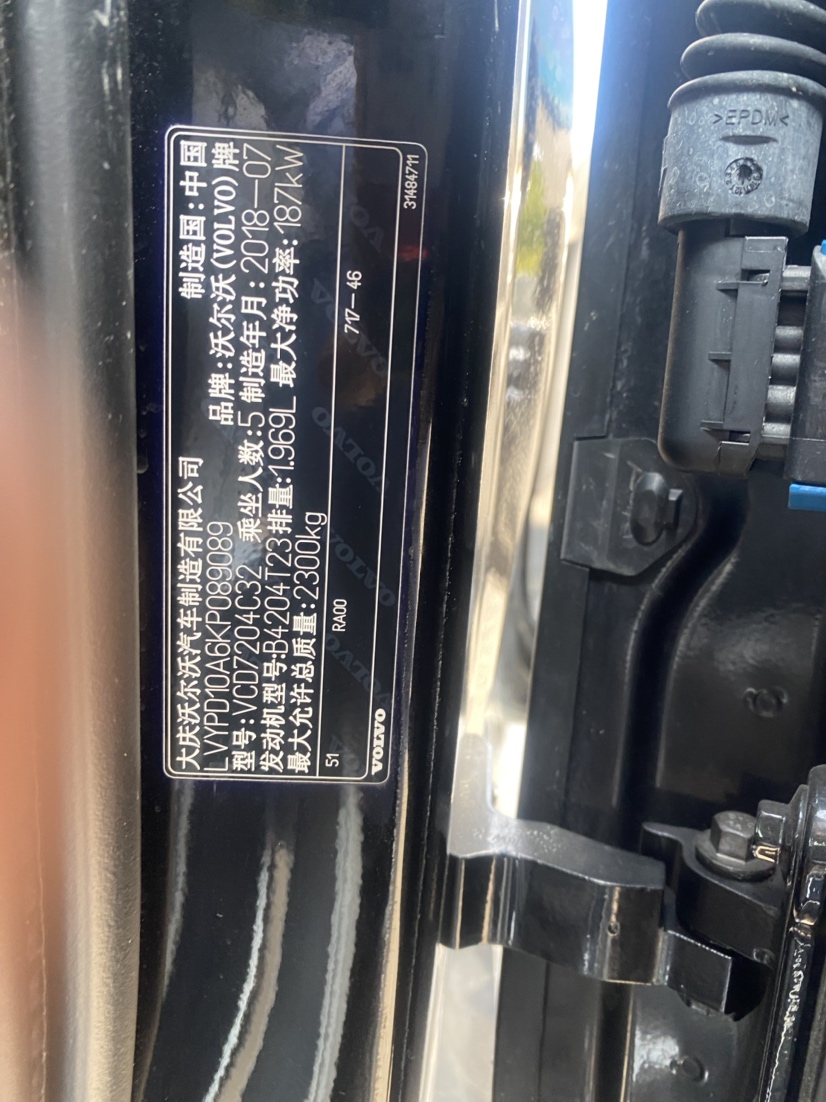 大庆沃尔沃汽车制造有限公司 制造国:中国
LVYPD10A6KP089089 品牌:沃尔沃(VOLVO)牌
型号:VCD7204C32 乘坐人数:5 制造年月:2018-07
发动机型号:B4204T23 排量:1.969L 最大净功率:187kW
最大允许总质量:2300kg
51 RA00 717-46
VOLVO 31484711
>EPDM<